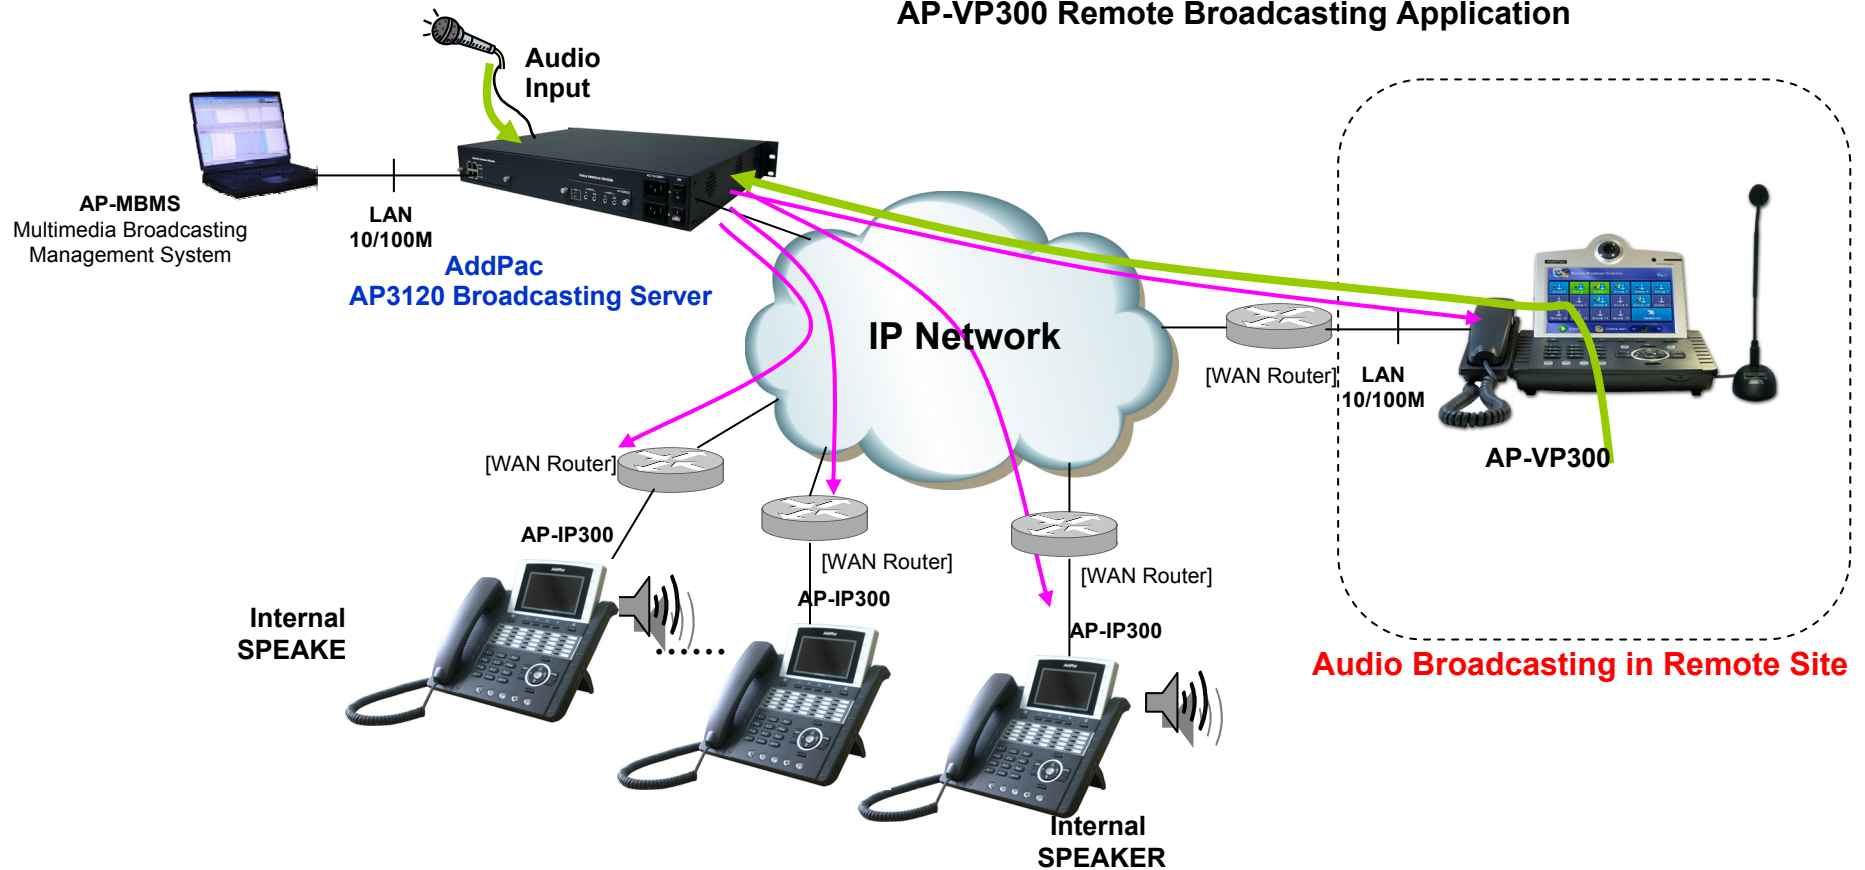 AP-VP300 Remote Broadcasting Application
Audio
Input
AP-MBMS
Multimedia Broadcasting
Management System
LAN
10/100M
AddPac
AP3120 Broadcasting Server
IP Network
[WAN Router]
LAN
10/100M
AP-VP300
[WAN Router]
AP-IP300
[WAN Router]
AP-IP300
[WAN Router]
AP-IP300
Internal
SPEAKE
......
Audio Broadcasting in Remote Site
Internal
SPEAKER